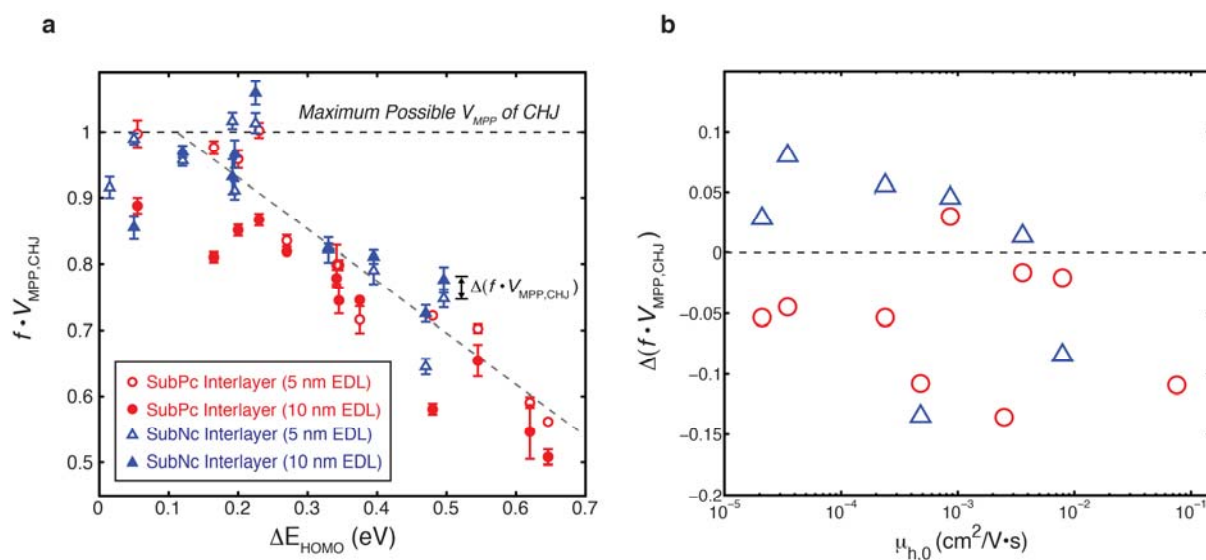 a
Maximum Possible V_MPP of CHJ
Δ(f • V_MPP,CHJ)
SubPc Interlayer (5 nm EDL)
SubPc Interlayer (10 nm EDL)
SubNc Interlayer (5 nm EDL)
SubNc Interlayer (10 nm EDL)
f • V_MPP,CHJ
1
0.9
0.8
0.7
0.6
0.5
0
0.1
0.2
0.3
0.4
0.5
0.6
0.7
ΔE_HOMO (eV)
b
Δ(f • V_MPP,CHJ)
0.1
0.05
0
−0.05
−0.1
−0.15
−0.2
10⁻⁵
10⁻⁴
10⁻³
10⁻²
10⁻¹
μ_h,0 (cm²/V•s)